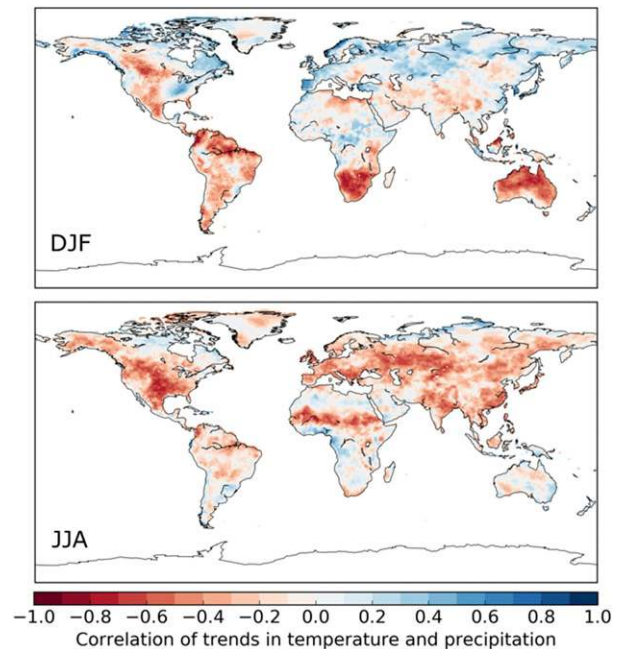 DJF
JJA
−1.0 −0.8 −0.6 −0.4 −0.2 0.0 0.2 0.4 0.6 0.8 1.0
Correlation of trends in temperature and precipitation